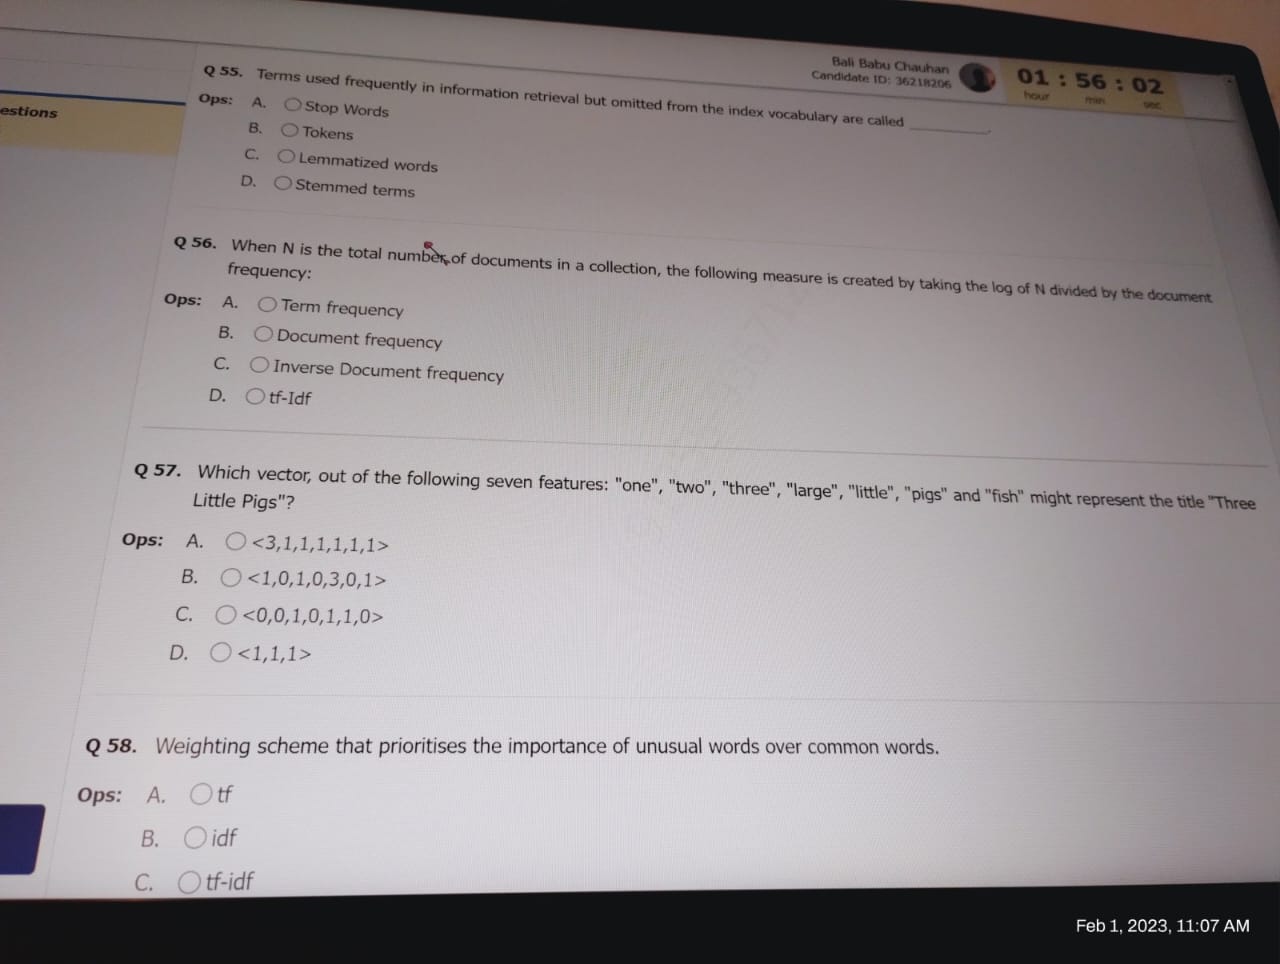 Bali Babu Chauhan
Candidate ID: 36218206
01 : 56 : 02
hour min sec
estions
Q 55. Terms used frequently in information retrieval but omitted from the index vocabulary are called __________.
Ops: A. Stop Words
B. Tokens
C. Lemmatized words
D. Stemmed terms
Q 56. When N is the total number of documents in a collection, the following measure is created by taking the log of N divided by the document
frequency:
Ops: A. Term frequency
B. Document frequency
C. Inverse Document frequency
D. tf-Idf
Q 57. Which vector, out of the following seven features: "one", "two", "three", "large", "little", "pigs" and "fish" might represent the title "Three
Little Pigs"?
Ops: A. <3,1,1,1,1,1,1>
B. <1,0,1,0,3,0,1>
C. <0,0,1,0,1,1,0>
D. <1,1,1>
Q 58. Weighting scheme that prioritises the importance of unusual words over common words.
Ops: A. tf
B. idf
C. tf-idf
Feb 1, 2023, 11:07 AM